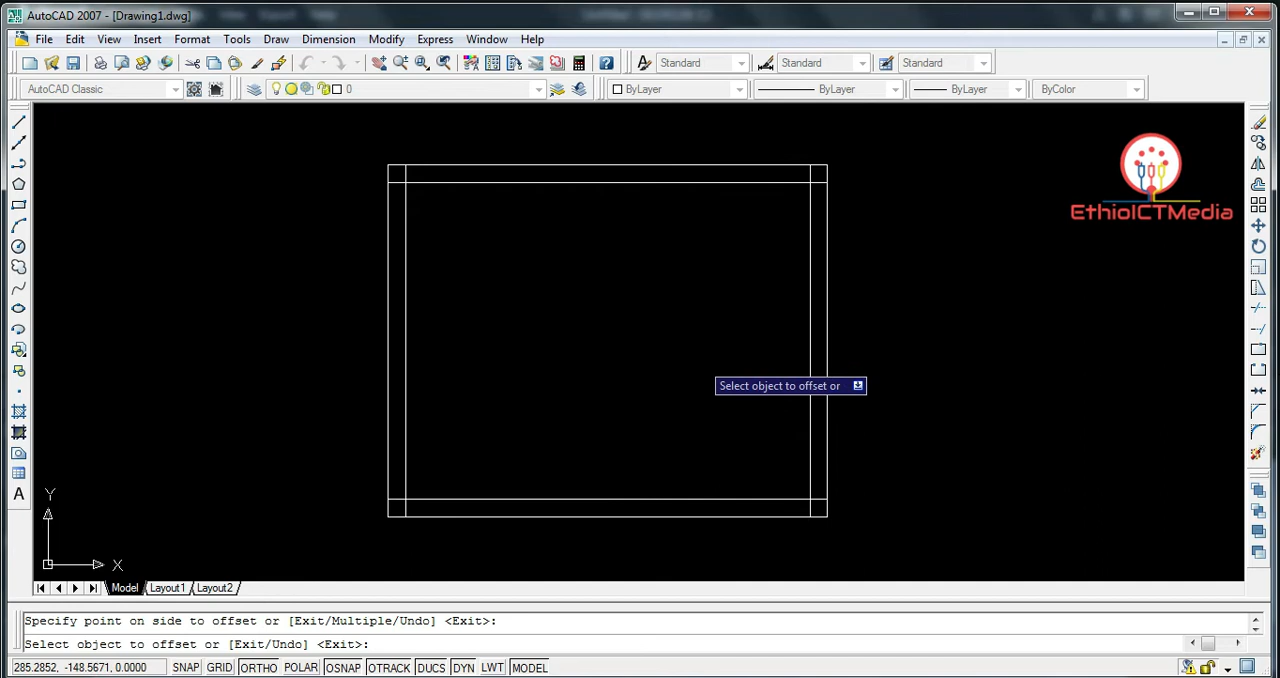 AutoCAD 2007 - [Drawing1.dwg]
File Edit View Insert Format Tools Draw Dimension Modify Express Window Help
Standard Standard Standard
AutoCAD Classic 0 ByLayer ByLayer ByLayer ByColor
EthioICTMedia
Select object to offset or
Y
X
Model Layout1 Layout2
Specify point on side to offset or [Exit/Multiple/Undo] <Exit>:
Select object to offset or [Exit/Undo] <Exit>:
285.2852, -148.5671, 0.0000 SNAP GRID ORTHO POLAR OSNAP OTRACK DUCS DYN LWT MODEL